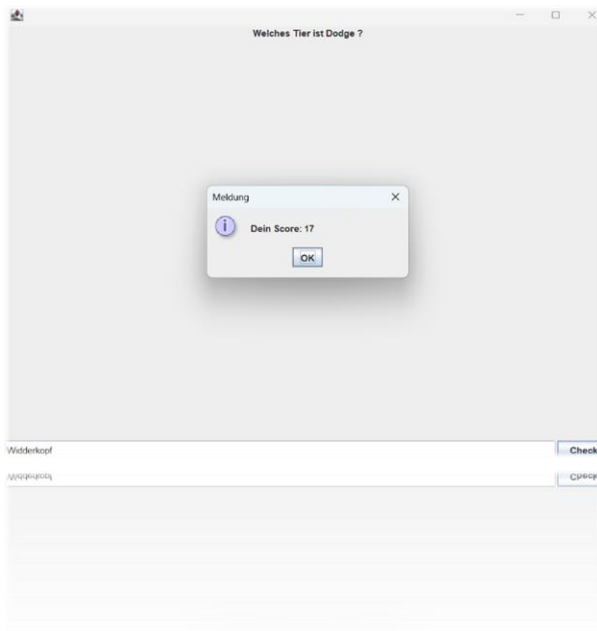 Welches Tier ist Dodge ?
Meldung
Dein Score: 17
OK
Widderkopf
Check